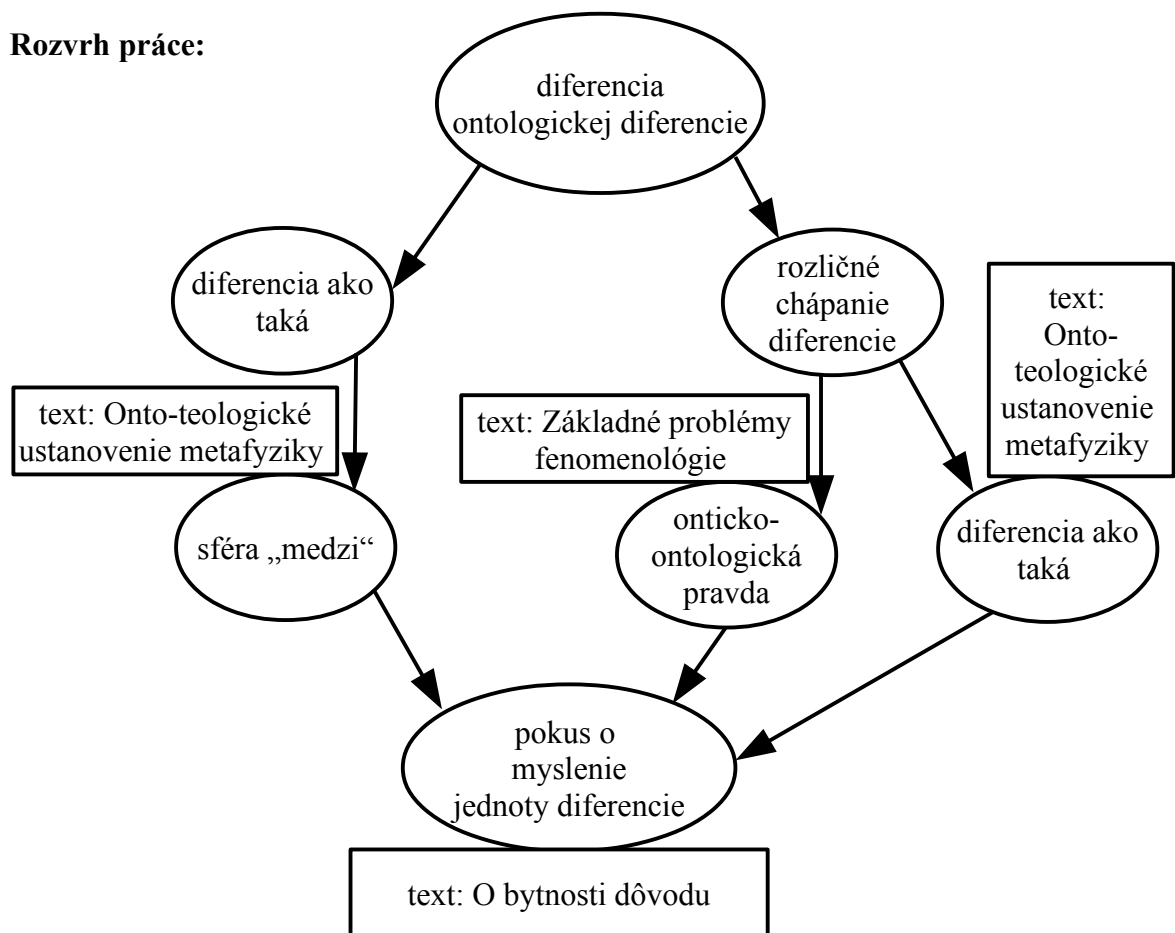 Rozvrh práce:
diferencia
ontologickej diferencie
diferencia ako
taká
rozličné
chápanie
diferencie
text:
Onto-
teologické
ustanovenie
metafyziky
text: Onto-teologické
ustanovenie metafyziky
text: Základné problémy
fenomenológie
sféra „medzi“
onticko-
ontologická
pravda
diferencia ako
taká
pokus o
myslenie
jednoty diferencie
text: O bytnosti dôvodu